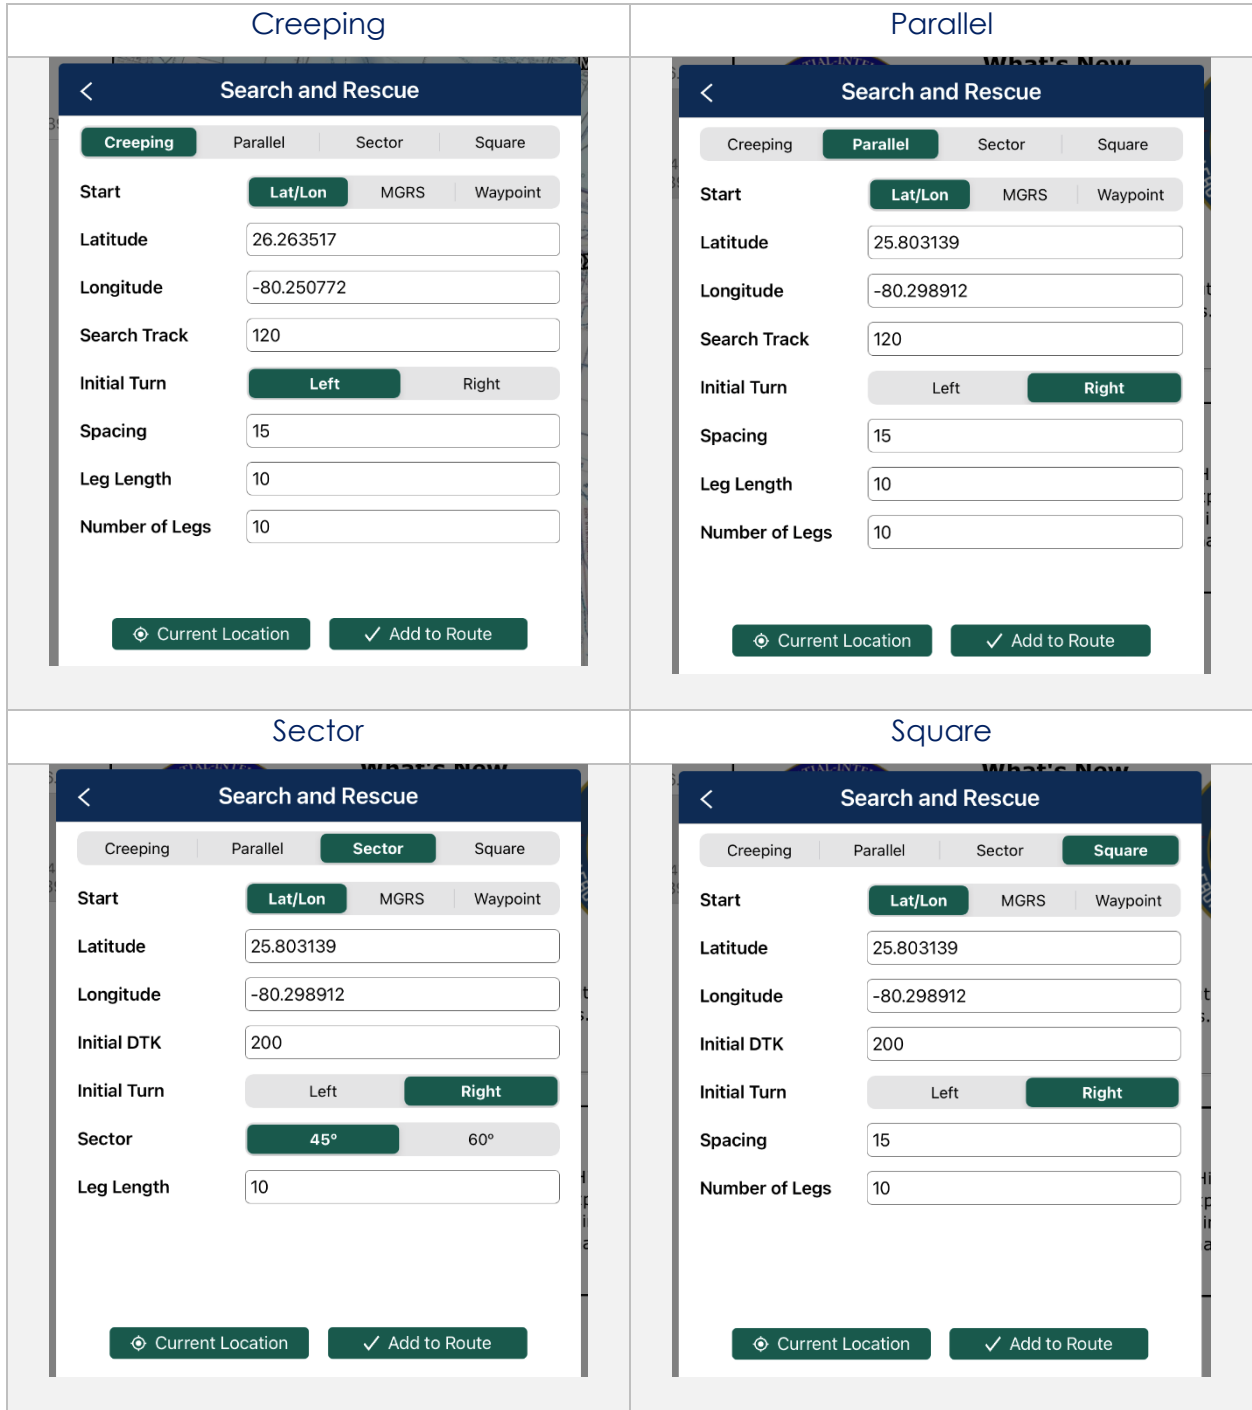 Creeping
Parallel
Search and Rescue
Creeping Parallel Sector Square
Start Lat/Lon MGRS Waypoint
Latitude 26.263517
Longitude -80.250772
Search Track 120
Initial Turn Left Right
Spacing 15
Leg Length 10
Number of Legs 10
Current Location Add to Route
What's New
Search and Rescue
Creeping Parallel Sector Square
Start Lat/Lon MGRS Waypoint
Latitude 25.803139
Longitude -80.298912
Search Track 120
Initial Turn Left Right
Spacing 15
Leg Length 10
Number of Legs 10
Current Location Add to Route
Sector
Square
What's New
Search and Rescue
Creeping Parallel Sector Square
Start Lat/Lon MGRS Waypoint
Latitude 25.803139
Longitude -80.298912
Initial DTK 200
Initial Turn Left Right
Sector 45° 60°
Leg Length 10
Current Location Add to Route
What's New
Search and Rescue
Creeping Parallel Sector Square
Start Lat/Lon MGRS Waypoint
Latitude 25.803139
Longitude -80.298912
Initial DTK 200
Initial Turn Left Right
Spacing 15
Number of Legs 10
Current Location Add to Route